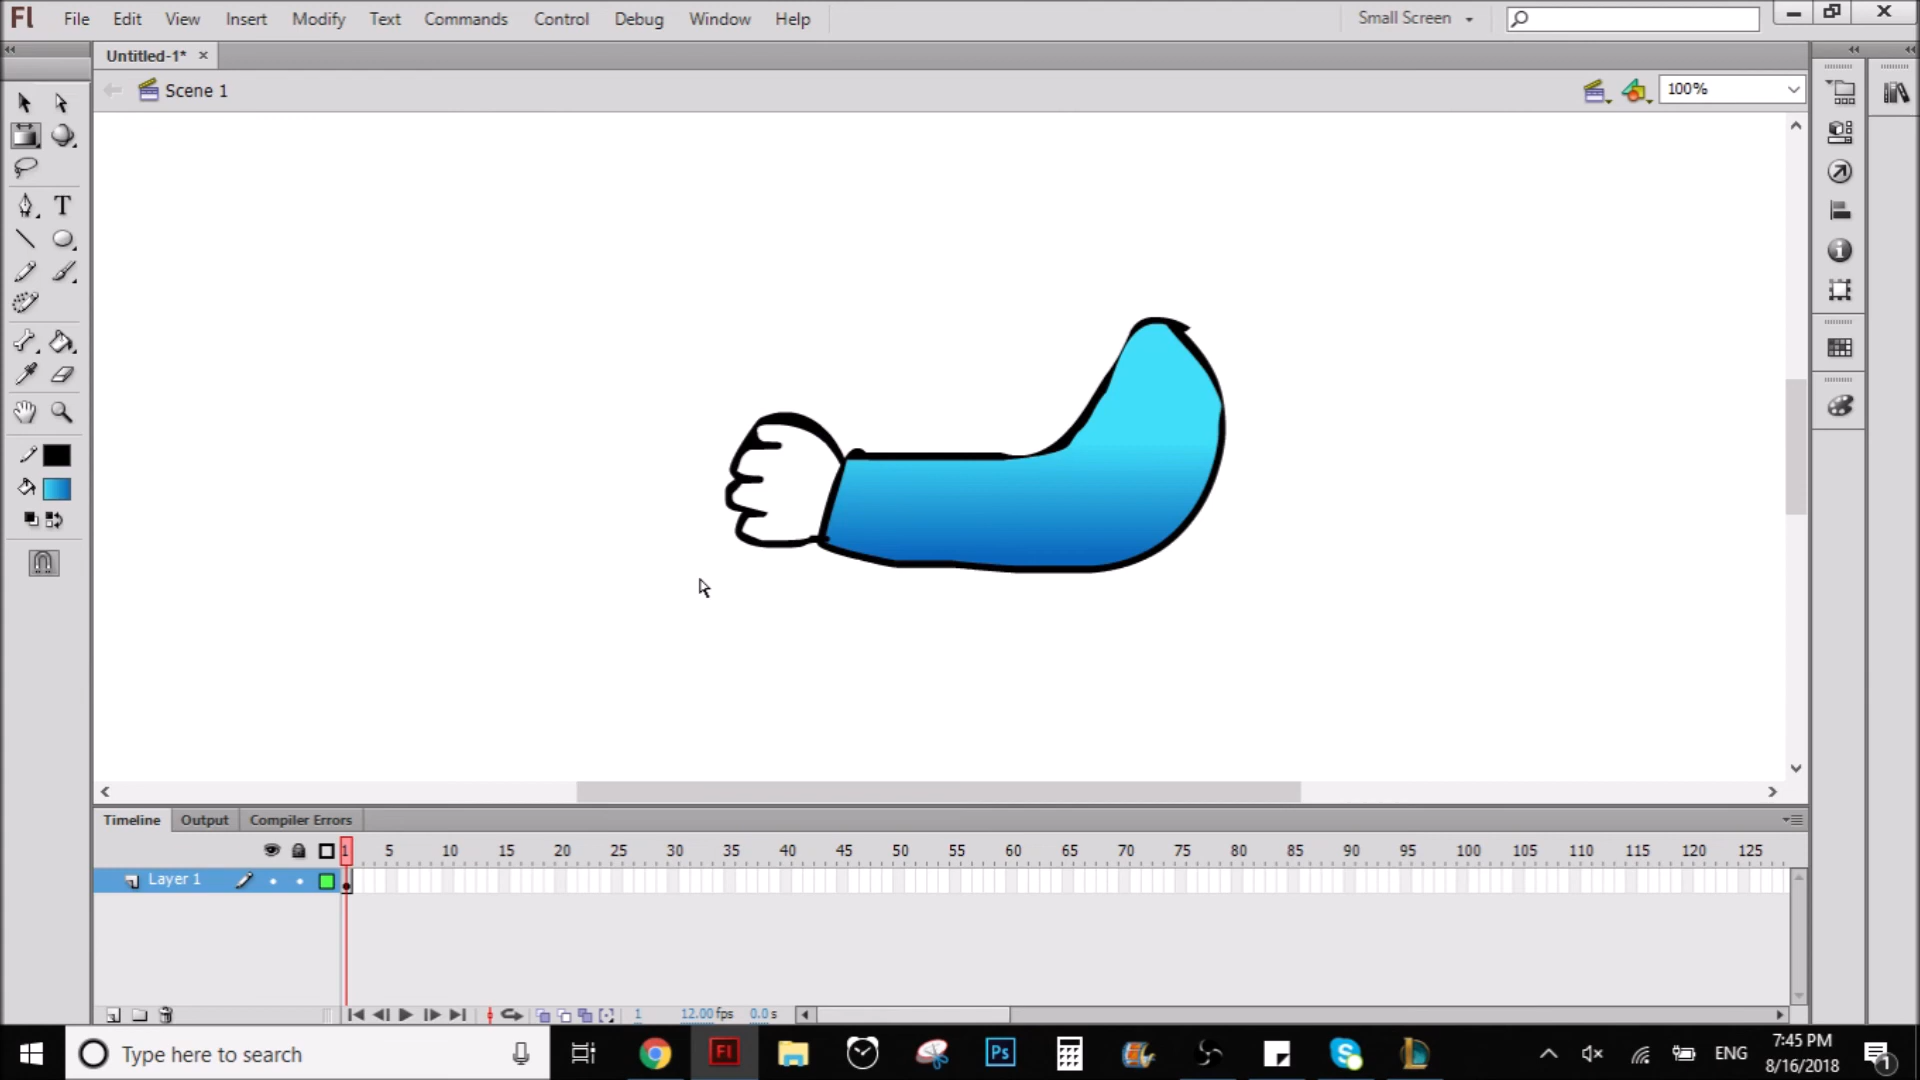 Fl File Edit View Insert Modify Text Commands Control Debug Window Help Small Screen
Untitled-1*
Scene 1 100%
T
Timeline Output Compiler Errors
1 5 10 15 20 25 30 35 40 45 50 55 60 65 70 75 80 85 90 95 100 105 110 115 120 125
Layer 1
1 12.00 fps 0.0 s
Type here to search Fl Ps ENG 7:45 PM
8/16/2018 1